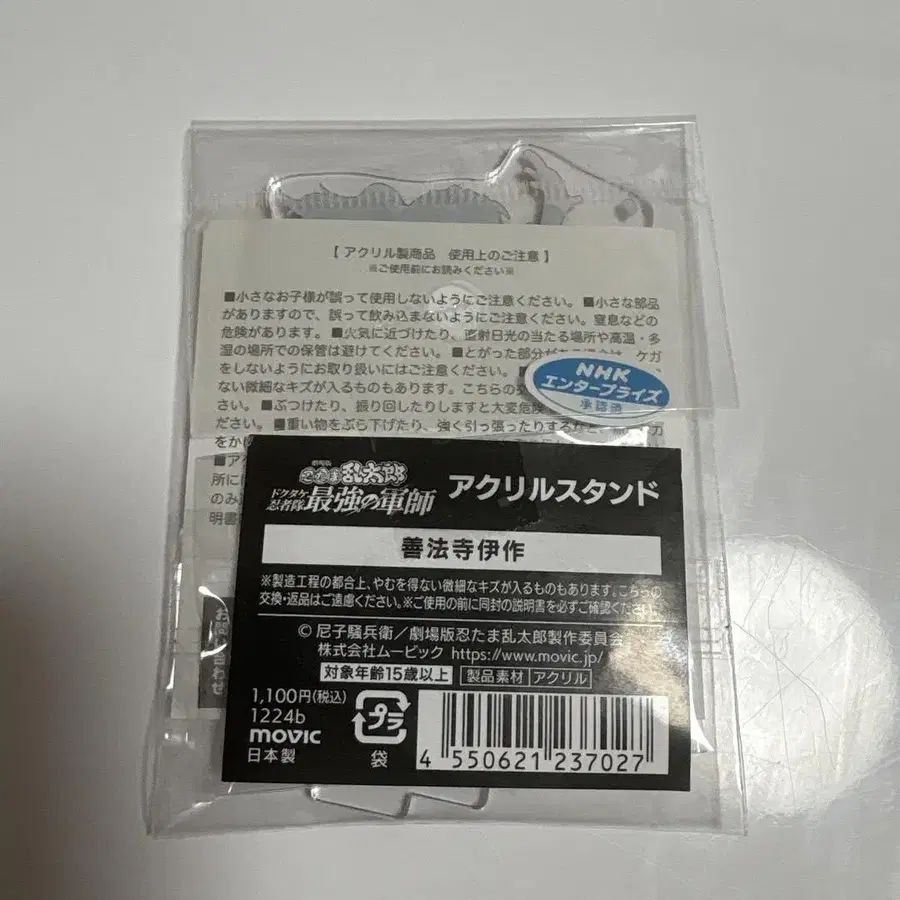 【 アクリル製商品　使用上のご注意 】
※ご使用前にお読みください※
■小さなお子様が誤って使用しないようにご注意ください。 ■小さな部品
がありますので、誤って飲み込まないようにご注意ください。窒息などの
危険があります。 ■火気に近づけたり、直射日光の当たる場所や高温・多
湿の場所での保管は避けてください。 ■とがった部分が
をしないようにお取り扱いにはご注意ください。
ない微細なキズが入るものもあります。こちらの
さい。 ■ぶつけたり、振り回したりしますと大変危険
ださい。 ■重い物をぶら下げたり、強く引っ張ったりするなど
NHK
エンタープライズ
承認済
劇場版
忍たま乱太郎
ドクタケ忍者隊
最強の軍師
アクリルスタンド
善法寺伊作
※製造工程の都合上、やむを得ない微細なキズが入るものもあります。こちらの
交換・返品はご遠慮ください。※ご使用の前に同封の説明書を必ずご確認ください。
© 尼子騒兵衛／劇場版忍たま乱太郎製作委員会
株式会社ムービック https://www.movic.jp/
対象年齢15歳以上 製品素材 アクリル
1,100円(税込)
1224b
movic
日本製
プラ
袋
4 550621 237027
お問い合わせ